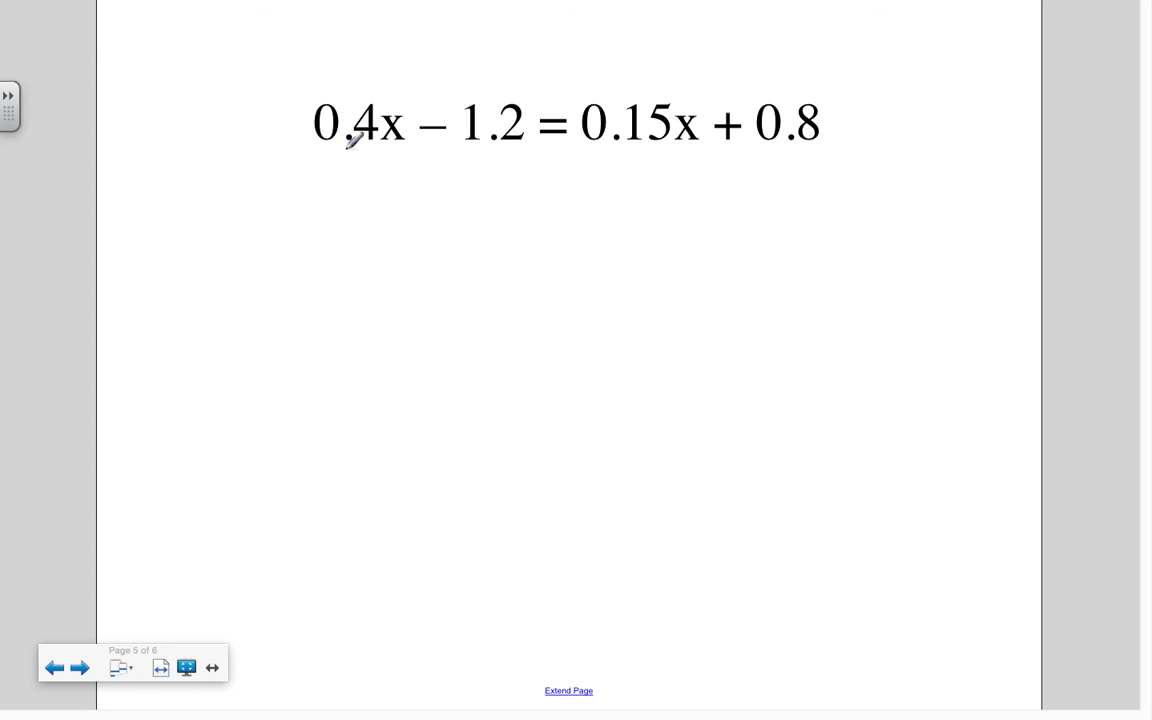 0.4x – 1.2 = 0.15x + 0.8
Page 5 of 6
Extend Page